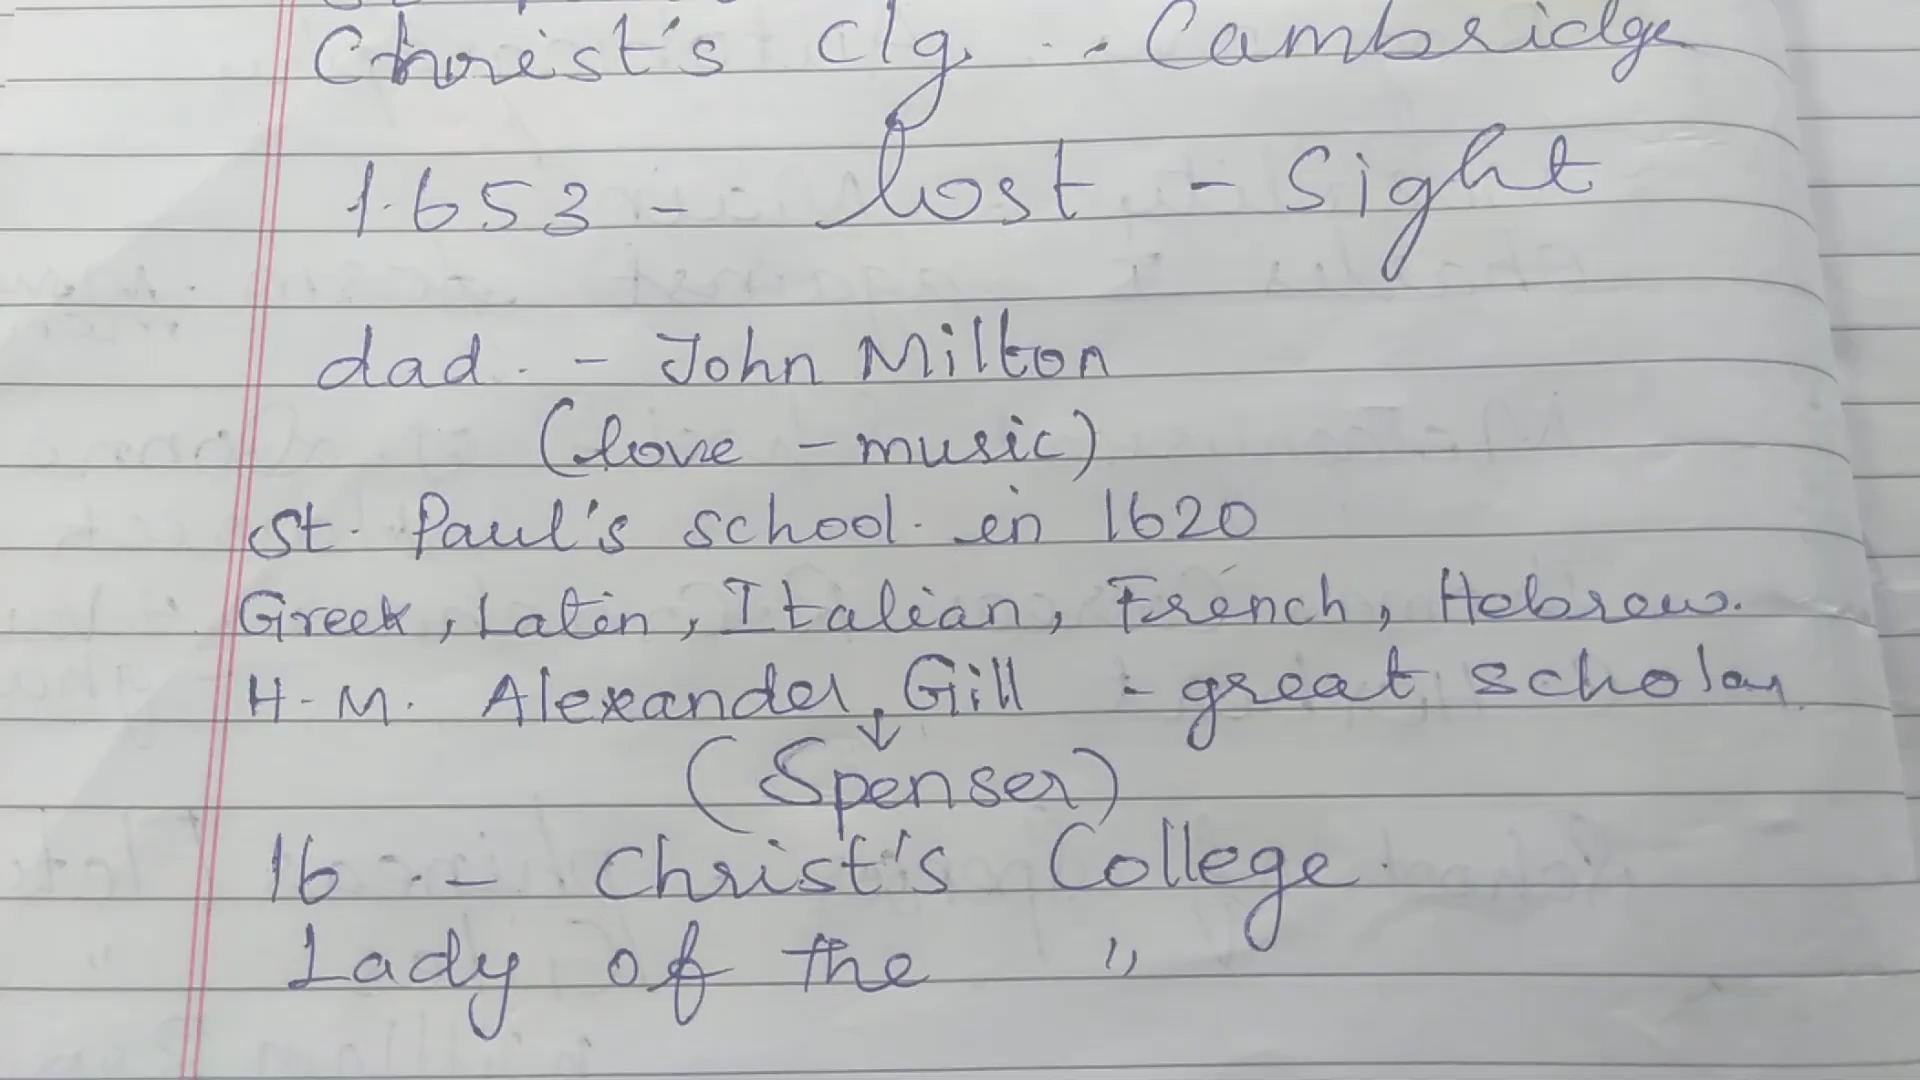 Christ's clg. - Cambridge
1653 - lost - Sight
dad. - John Milton
(love - music)
St. Paul's school. in 1620
Greek, Latin, Italian, French, Hebrew.
H.M. Alexander Gill - great scholar
(Spenser)
16 - Christ's College.
Lady of the "